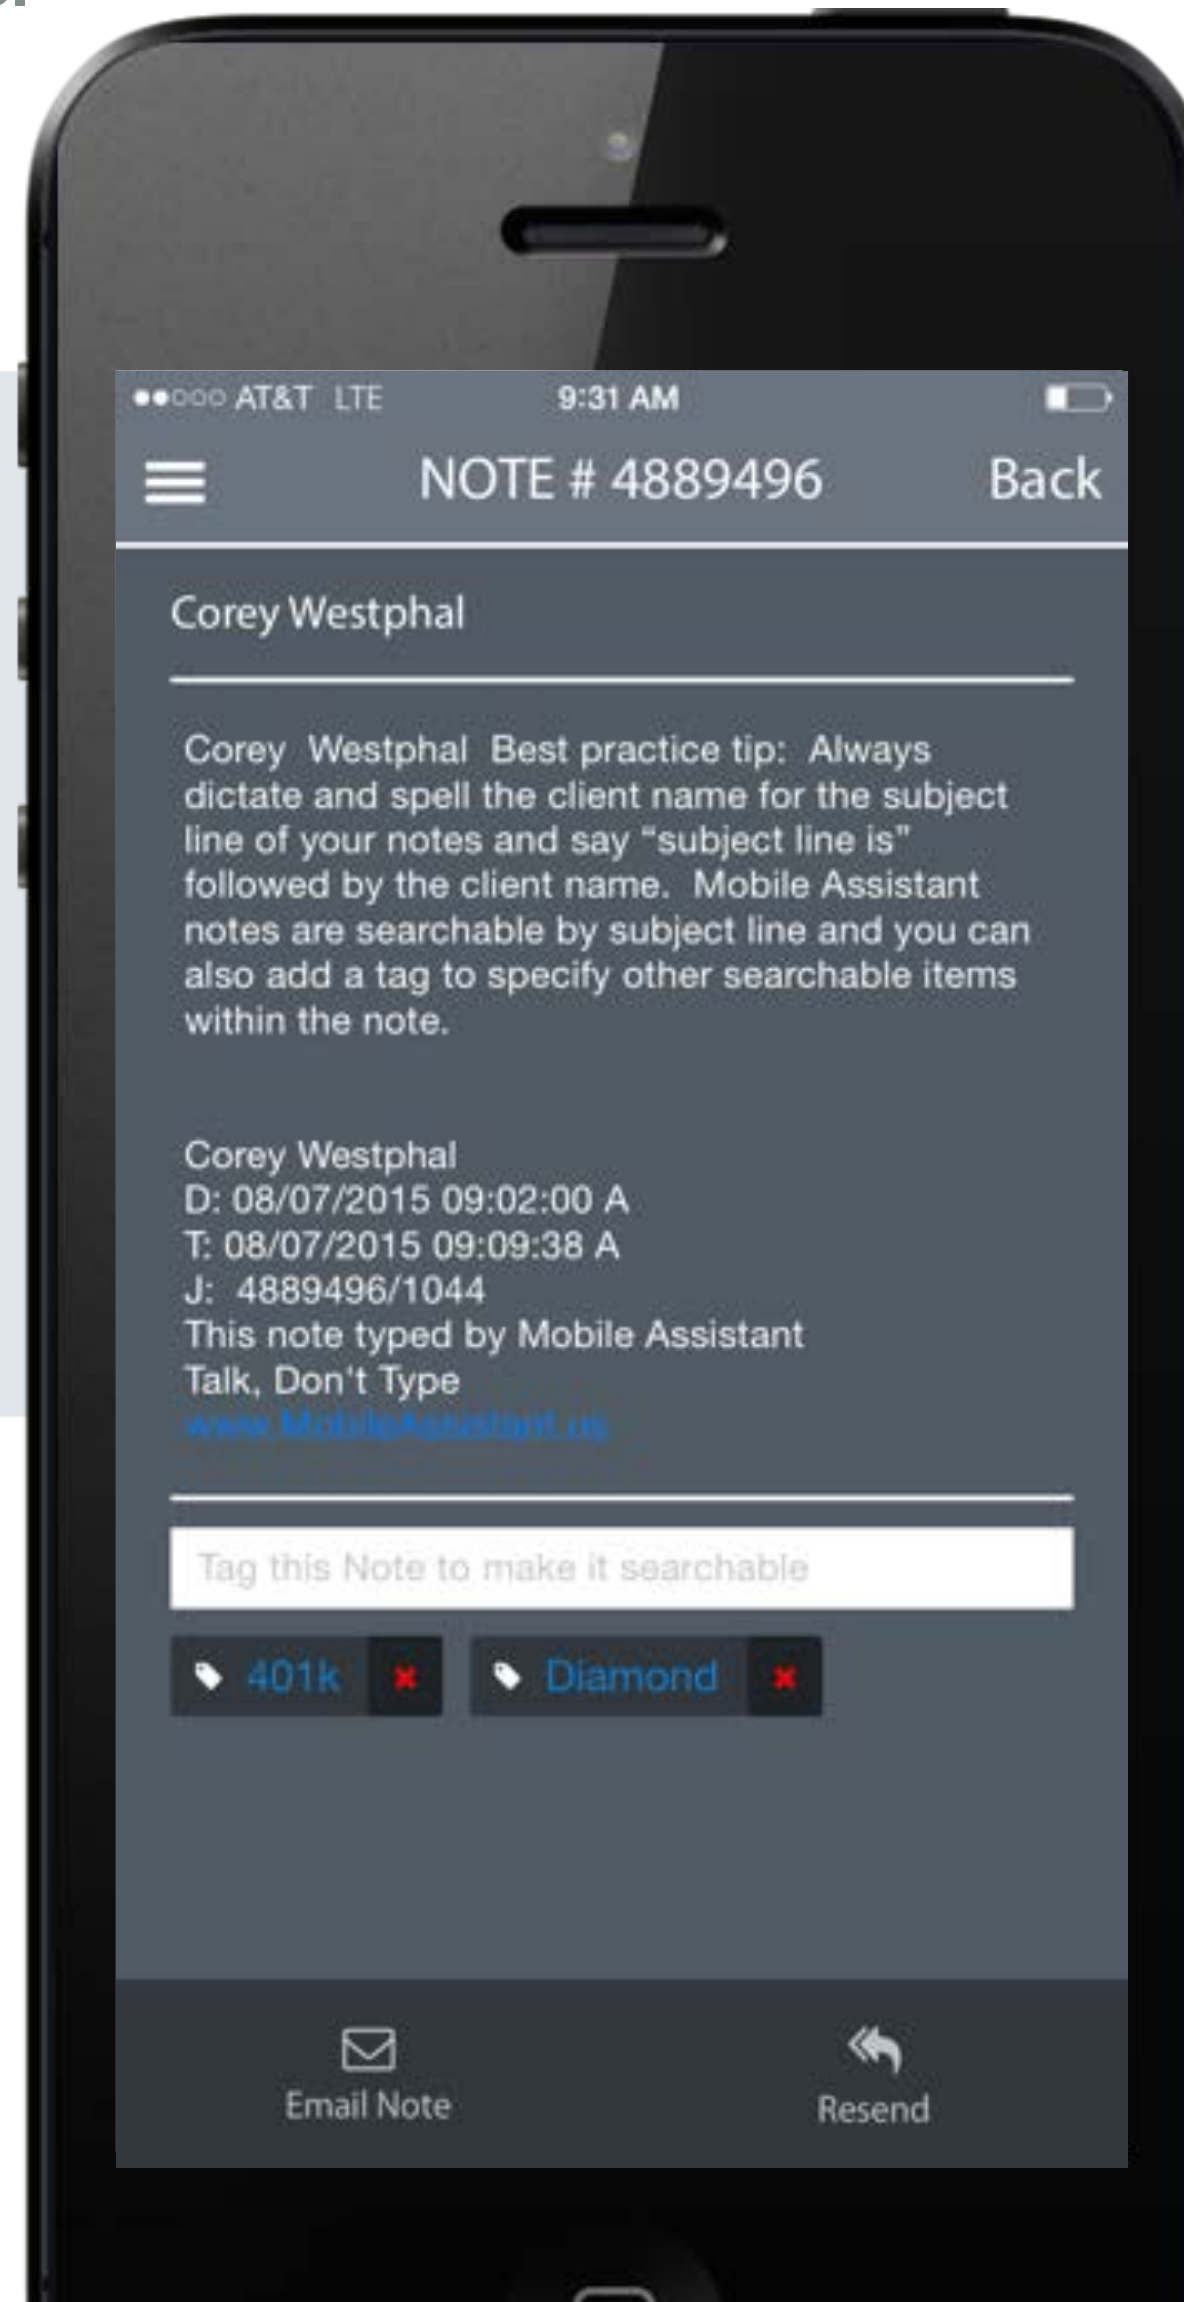 AT&T LTE 9:31 AM
NOTE # 4889496 Back
Corey Westphal
Corey  Westphal  Best practice tip:  Always
dictate and spell the client name for the subject
line of your notes and say “subject line is”
followed by the client name.  Mobile Assistant
notes are searchable by subject line and you can
also add a tag to specify other searchable items
within the note.
Corey Westphal
D: 08/07/2015 09:02:00 A
T: 08/07/2015 09:09:38 A
J:  4889496/1044
This note typed by Mobile Assistant
Talk, Don't Type
www.MobileAssistant.us
Tag this Note to make it searchable
401k Diamond
Email Note Resend